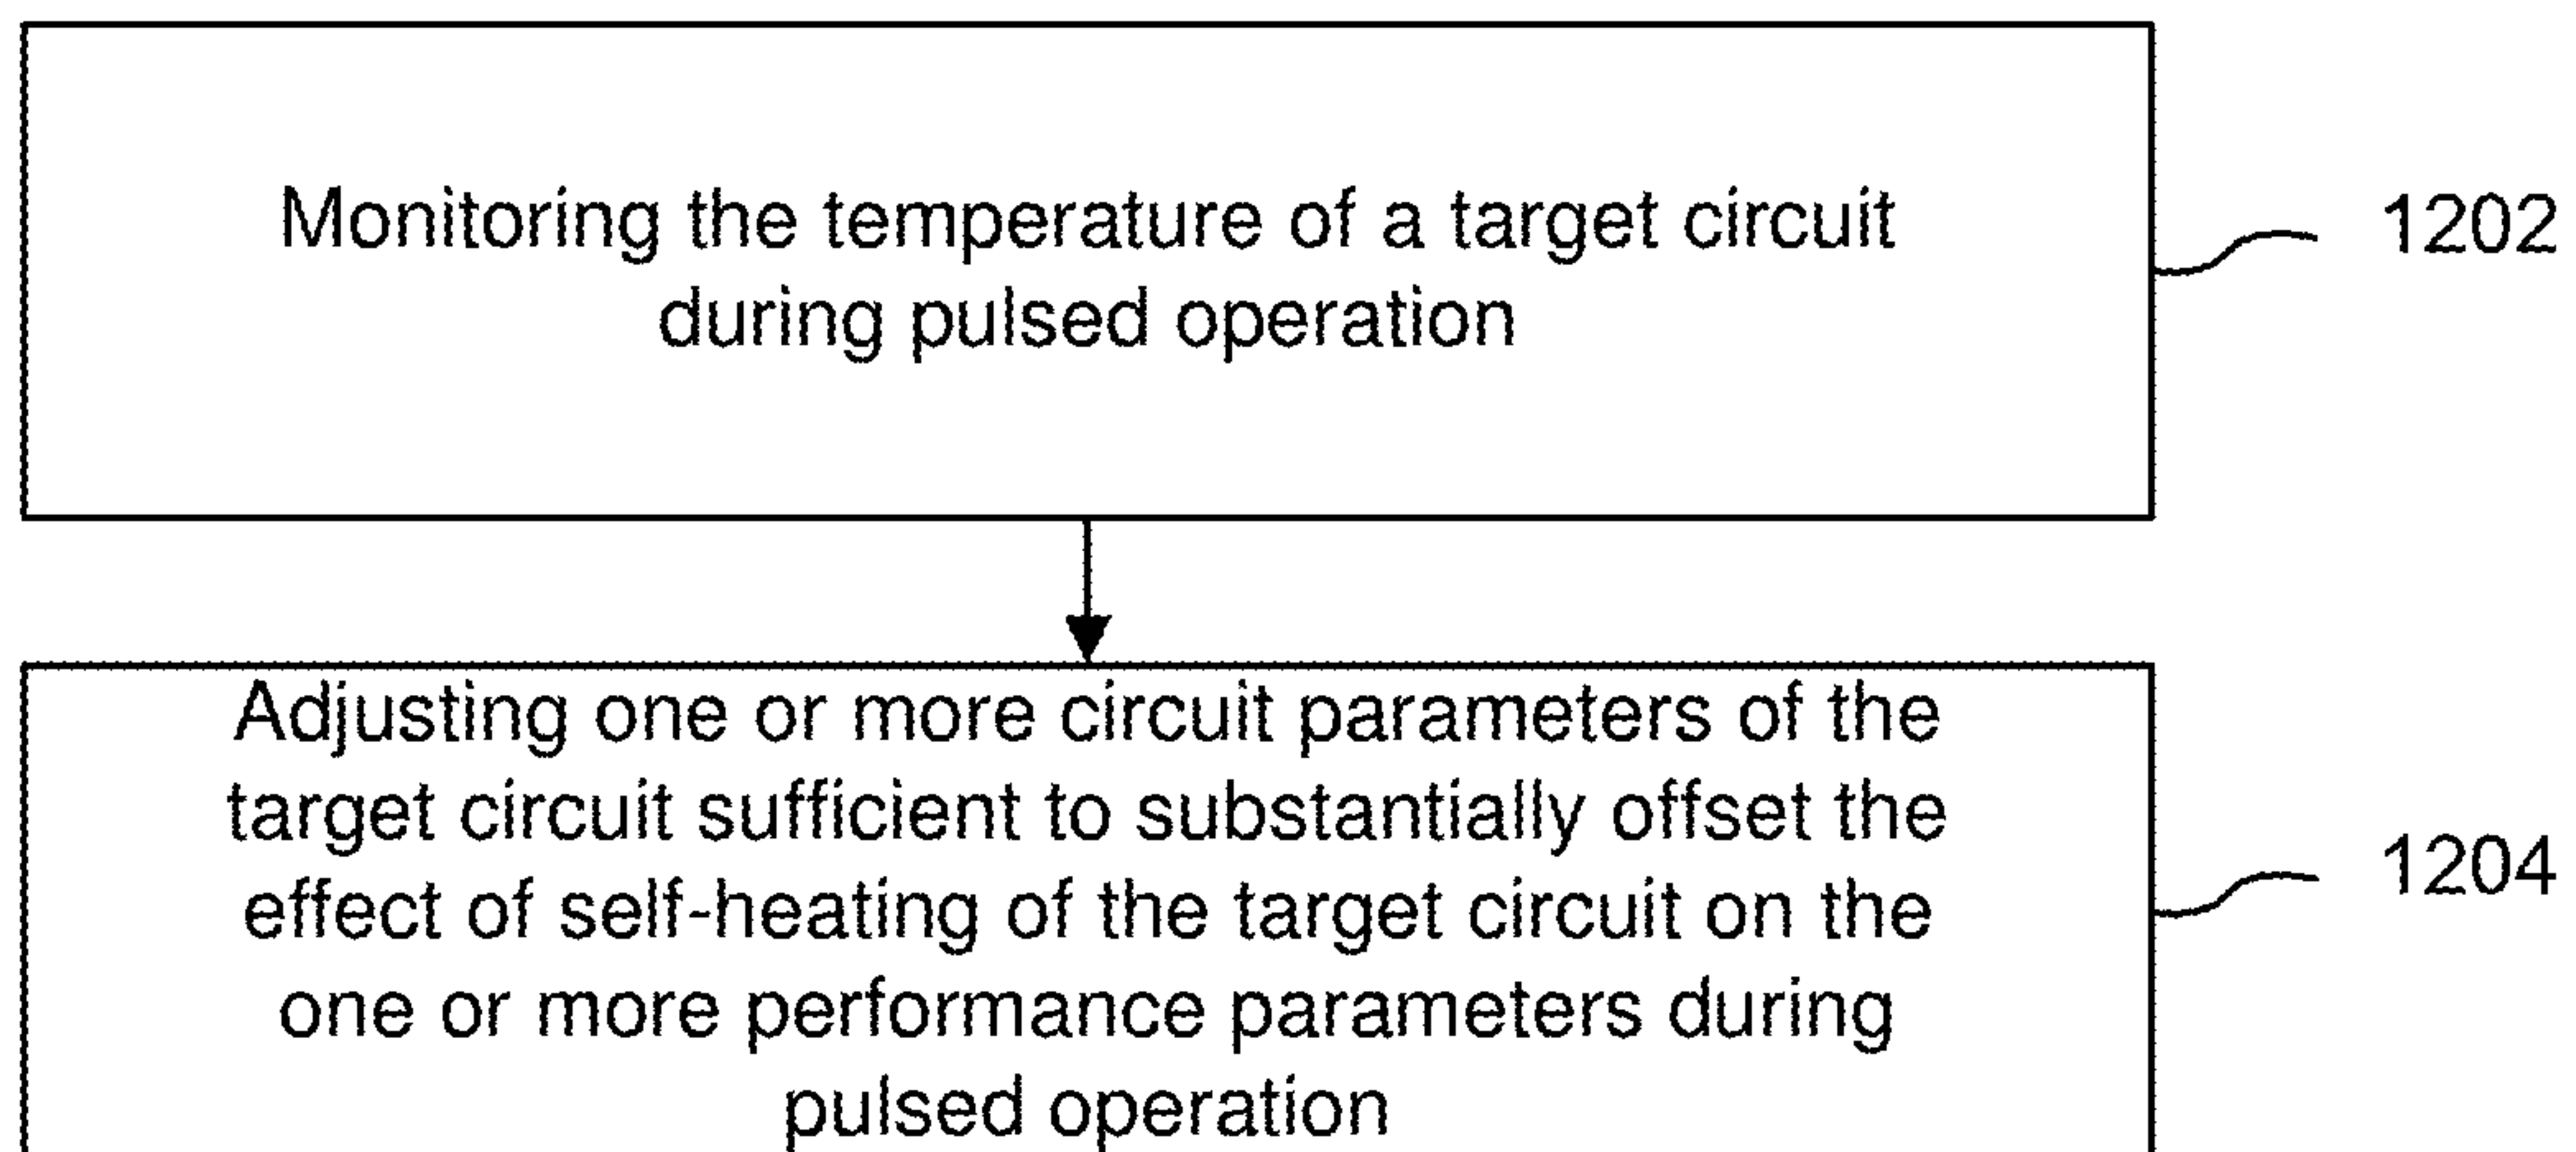 Monitoring the temperature of a target circuit
during pulsed operation
1202
Adjusting one or more circuit parameters of the
target circuit sufficient to substantially offset the
effect of self-heating of the target circuit on the
one or more performance parameters during
pulsed operation
1204